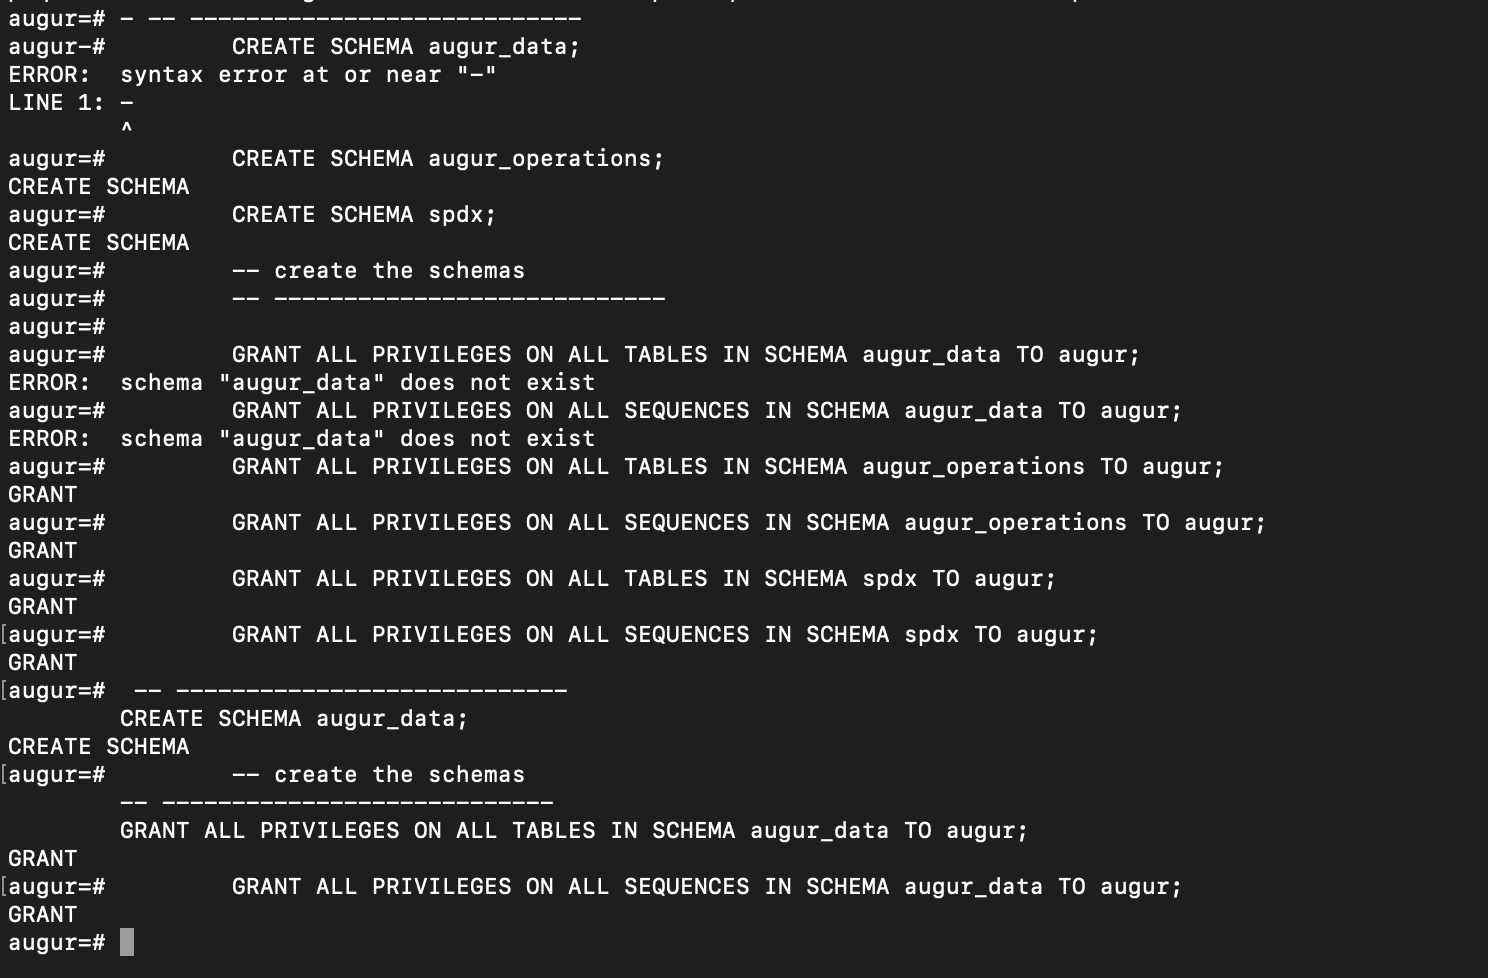 augur=# - -- ----------------------------
augur-#         CREATE SCHEMA augur_data;
ERROR:  syntax error at or near "-"
LINE 1: -
        ^
augur=#         CREATE SCHEMA augur_operations;
CREATE SCHEMA
augur=#         CREATE SCHEMA spdx;
CREATE SCHEMA
augur=#         -- create the schemas
augur=#         -- ----------------------------
augur=#
augur=#         GRANT ALL PRIVILEGES ON ALL TABLES IN SCHEMA augur_data TO augur;
ERROR:  schema "augur_data" does not exist
augur=#         GRANT ALL PRIVILEGES ON ALL SEQUENCES IN SCHEMA augur_data TO augur;
ERROR:  schema "augur_data" does not exist
augur=#         GRANT ALL PRIVILEGES ON ALL TABLES IN SCHEMA augur_operations TO augur;
GRANT
augur=#         GRANT ALL PRIVILEGES ON ALL SEQUENCES IN SCHEMA augur_operations TO augur;
GRANT
augur=#         GRANT ALL PRIVILEGES ON ALL TABLES IN SCHEMA spdx TO augur;
GRANT
[augur=#         GRANT ALL PRIVILEGES ON ALL SEQUENCES IN SCHEMA spdx TO augur;
GRANT
[augur=#  -- ----------------------------
        CREATE SCHEMA augur_data;
CREATE SCHEMA
[augur=#         -- create the schemas
        -- ----------------------------
        GRANT ALL PRIVILEGES ON ALL TABLES IN SCHEMA augur_data TO augur;
GRANT
[augur=#         GRANT ALL PRIVILEGES ON ALL SEQUENCES IN SCHEMA augur_data TO augur;
GRANT
augur=#